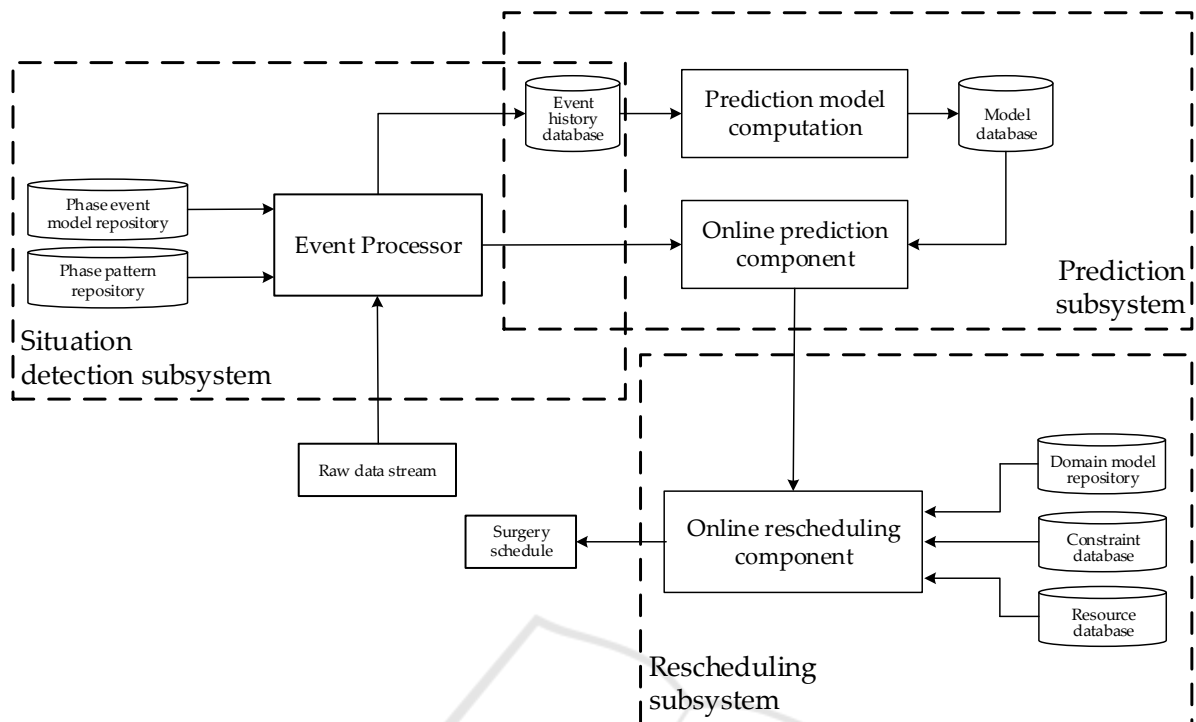 Event
history
database
Prediction model
computation
Model
database
Phase event
model repository
Phase pattern
repository
Event Processor
Online prediction
component
Prediction
subsystem
Situation
detection subsystem
Raw data stream
Surgery
schedule
Online rescheduling
component
Domain model
repository
Constraint
database
Resource
database
Rescheduling
subsystem